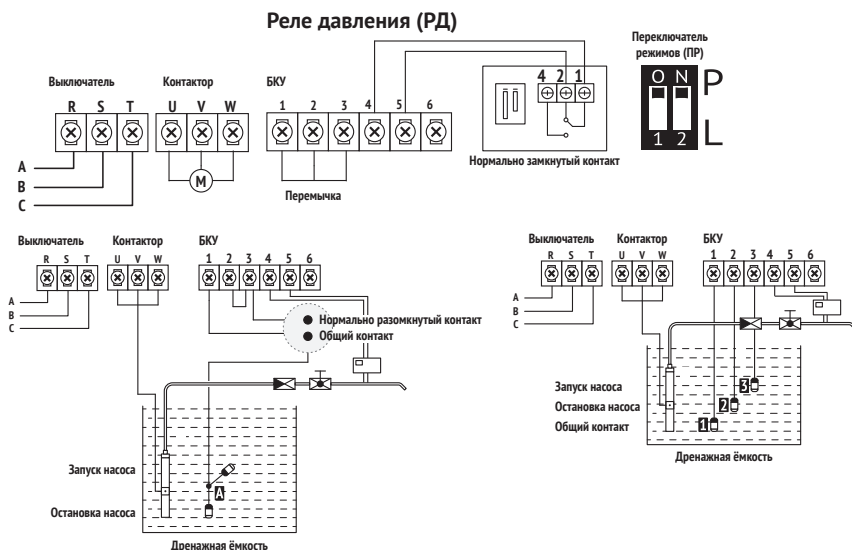 Реле давления (РД)
Переключатель
режимов (ПР)
Выключатель Контактор БКУ
R S T U V W 1 2 3 4 5 6
4 2 1
O N P
1 2 L
Нормально замкнутый контакт
A
B
C
M
Перемычка
Выключатель Контактор БКУ
R S T U V W 1 2 3 4 5 6
A
B
C
Нормально разомкнутый контакт
Общий контакт
Запуск насоса
A
Остановка насоса
Дренажная ёмкость
Выключатель Контактор БКУ
R S T U V W 1 2 3 4 5 6
A
B
C
Запуск насоса 3
Остановка насоса 2
Общий контакт 1
Дренажная ёмкость